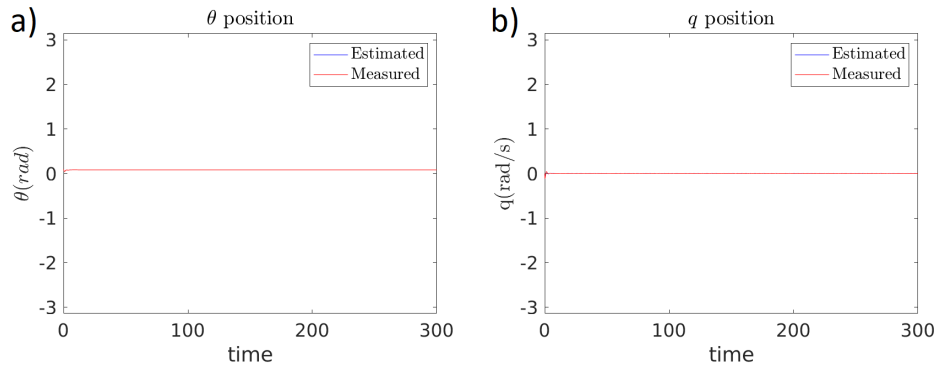 a)
θ position
3
2
1
0
-1
-2
-3
θ(rad)
0
100
200
300
time
Estimated
Measured
b)
q position
3
2
1
0
-1
-2
-3
q(rad/s)
0
100
200
300
time
Estimated
Measured